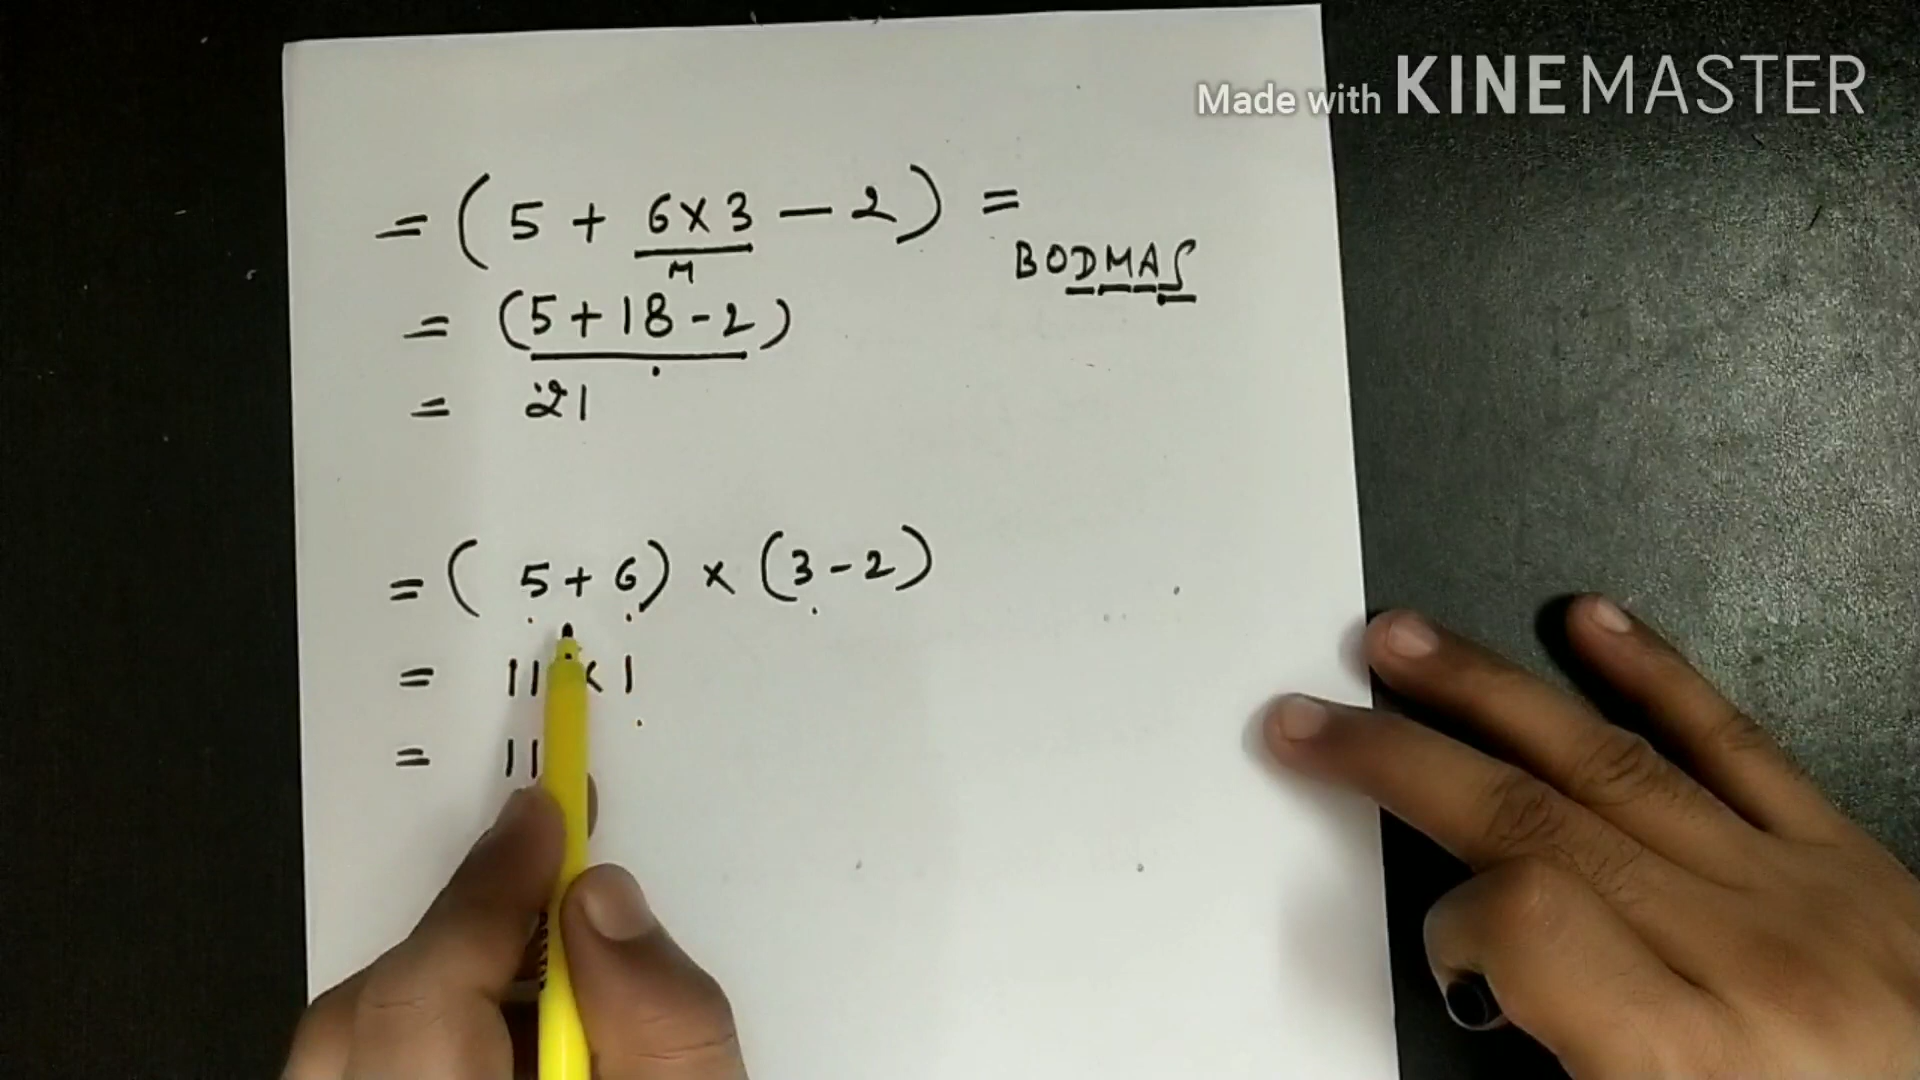 Made with KINEMASTER
= ( 5 + 6 × 3 – 2 ) =
M
BODMAS
= (5 + 18 - 2)
= 21
= ( 5 + 6) × (3 - 2)
= 11 × 1
= 11